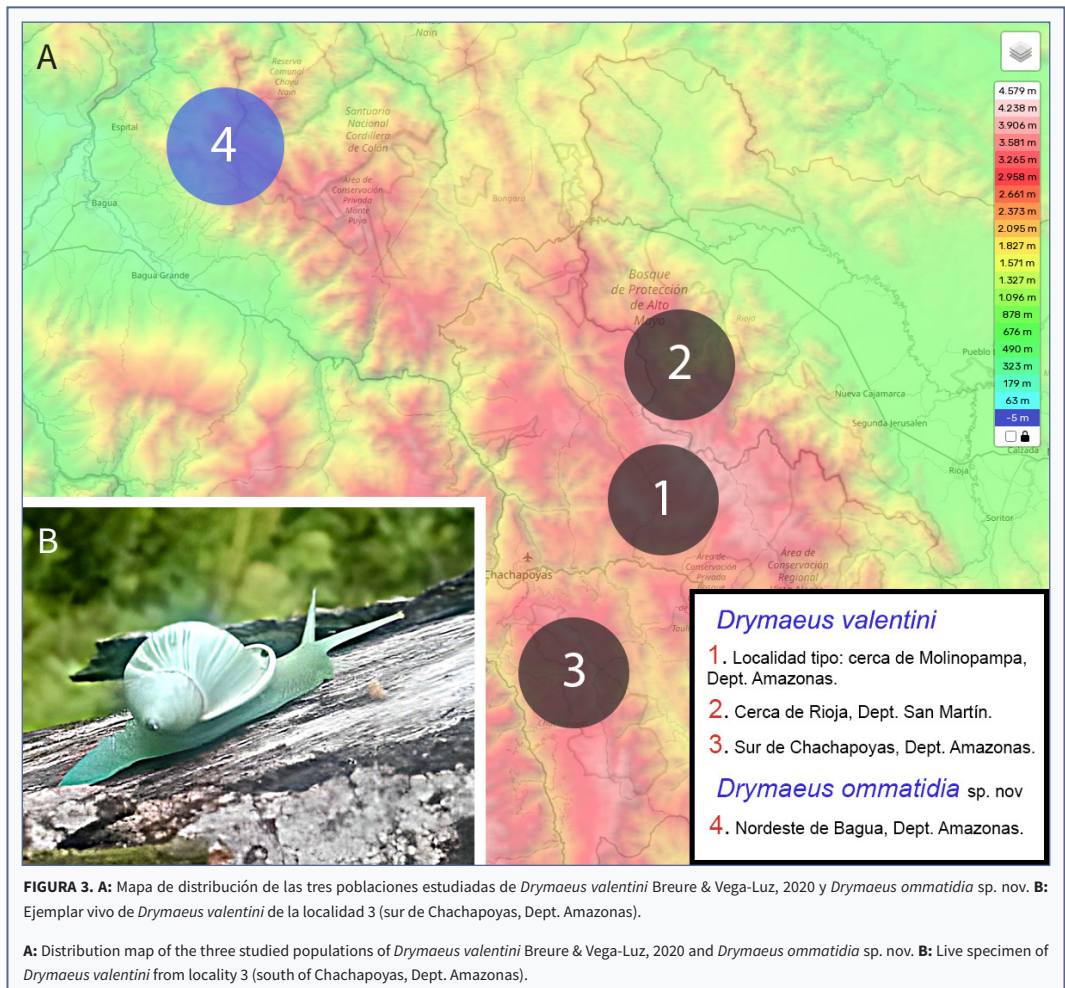 A
Nain
Reserva
Comunal
Chayu
Nain
Espital
4
Santuario
Nacional
Cordillera
de Colán
Bagua
Área de
Conservación
Privada
Monte
Puyo
Bongará
Bagua Grande
Bosque
de Protección
de Alto
Mayo
Rioja
2
Pueblo
Nueva Cajamarca
Segunda Jerusalen
Calzada
Rioja
1
Soritor
Chachapoyas
Área de
Conservación
Privada
Área de
Conservación
Regional
3
4.579 m
4.238 m
3.906 m
3.581 m
3.265 m
2.958 m
2.661 m
2.373 m
2.095 m
1.827 m
1.571 m
1.327 m
1.096 m
878 m
676 m
490 m
323 m
179 m
63 m
-5 m
B
Drymaeus valentini
1. Localidad tipo: cerca de Molinopampa,
Dept. Amazonas.
2. Cerca de Rioja, Dept. San Martín.
3. Sur de Chachapoyas, Dept. Amazonas.
Drymaeus ommatidia sp. nov
4. Nordeste de Bagua, Dept. Amazonas.
FIGURA 3. A: Mapa de distribución de las tres poblaciones estudiadas de Drymaeus valentini Breure & Vega-Luz, 2020 y Drymaeus ommatidia sp. nov. B:
Ejemplar vivo de Drymaeus valentini de la localidad 3 (sur de Chachapoyas, Dept. Amazonas).
A: Distribution map of the three studied populations of Drymaeus valentini Breure & Vega-Luz, 2020 and Drymaeus ommatidia sp. nov. B: Live specimen of
Drymaeus valentini from locality 3 (south of Chachapoyas, Dept. Amazonas).